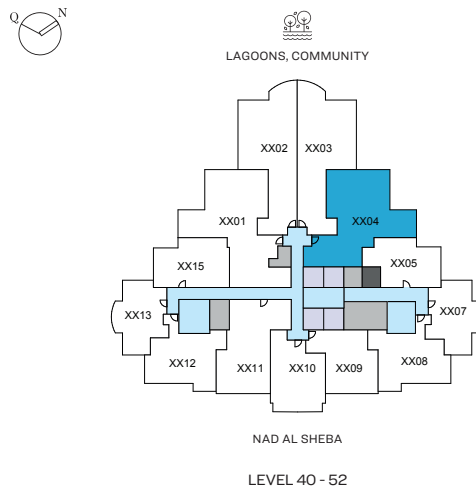 Q N
LAGOONS, COMMUNITY
XX02 XX03
XX01 XX04
XX15 XX05
XX13 XX07
XX12 XX11 XX10 XX09 XX08
NAD AL SHEBA
LEVEL 40 - 52